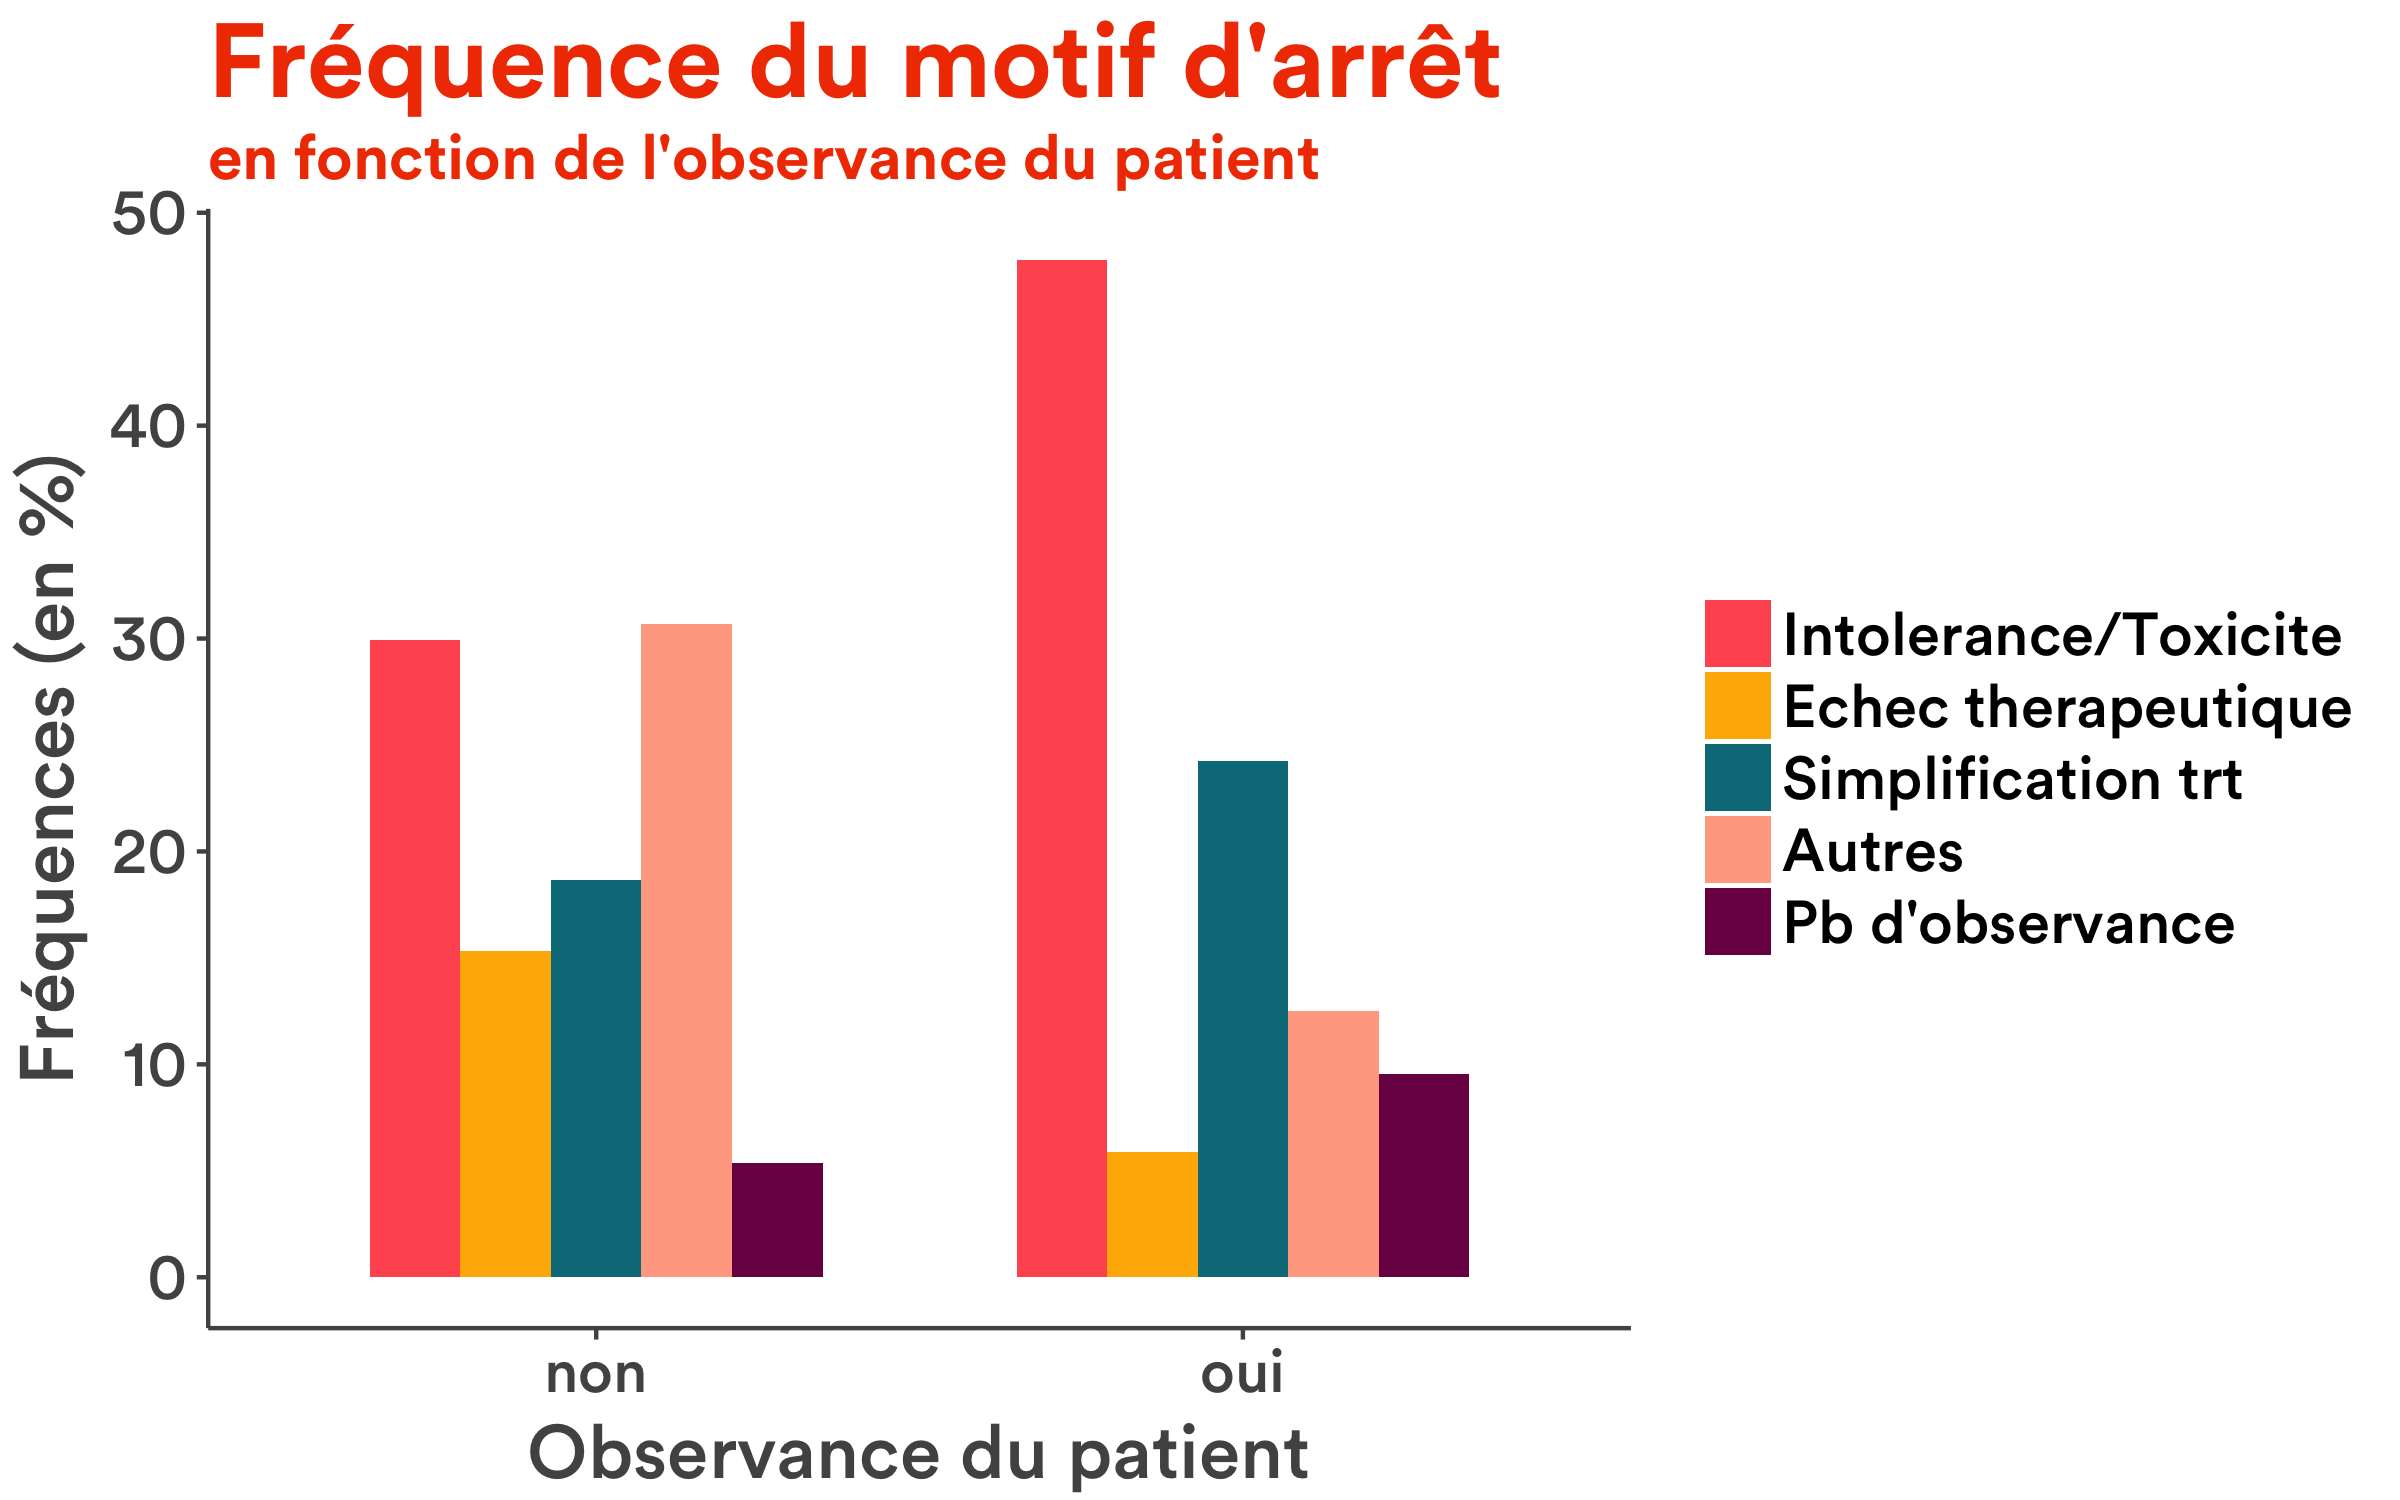 Fréquence du motif d'arrêt
en fonction de l'observance du patient
50
40
30
20
10
0
Fréquences (en %)
non
oui
Observance du patient
Intolerance/Toxicite
Echec therapeutique
Simplification trt
Autres
Pb d'observance